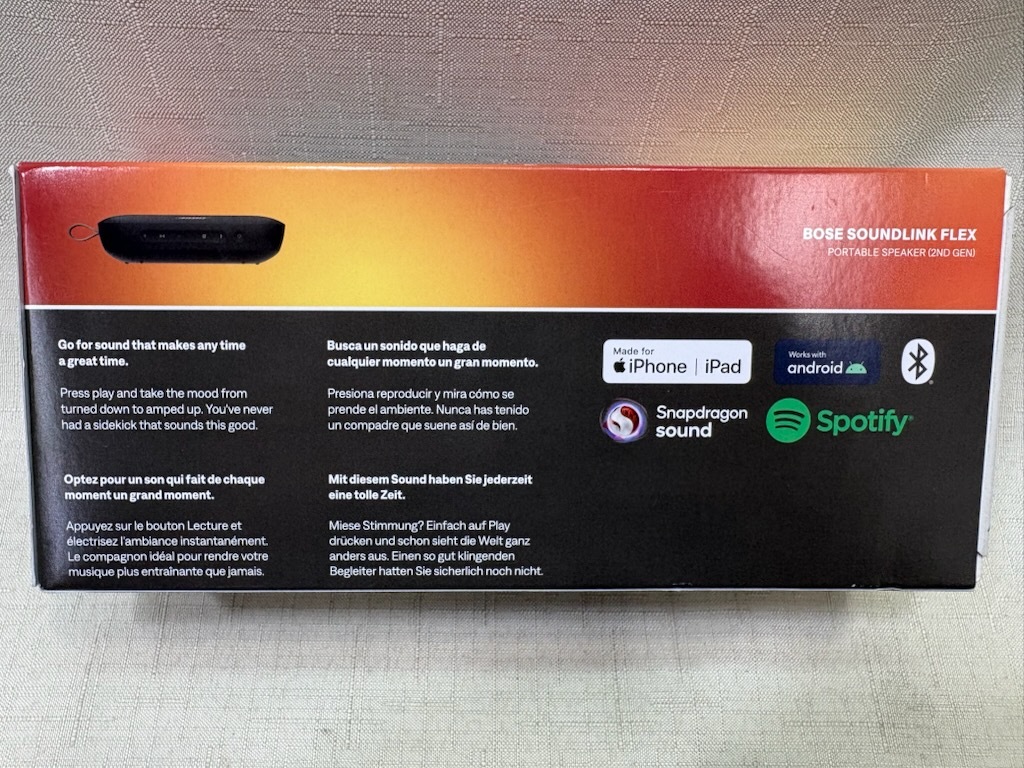 BOSE SOUNDLINK FLEX
PORTABLE SPEAKER (2ND GEN)
Go for sound that makes any time
a great time.
Press play and take the mood from
turned down to amped up. You've never
had a sidekick that sounds this good.
Busca un sonido que haga de
cualquier momento un gran momento.
Presiona reproducir y mira cómo se
prende el ambiente. Nunca has tenido
un compadre que suene así de bien.
Optez pour un son qui fait de chaque
moment un grand moment.
Appuyez sur le bouton Lecture et
électrisez l'ambiance instantanément.
Le compagnon idéal pour rendre votre
musique plus entraînante que jamais.
Mit diesem Sound haben Sie jederzeit
eine tolle Zeit.
Miese Stimmung? Einfach auf Play
drücken und schon sieht die Welt ganz
anders aus. Einen so gut klingenden
Begleiter hatten Sie sicherlich noch nicht.
Made for
iPhone | iPad
Works with
android
Snapdragon
sound
Spotify®